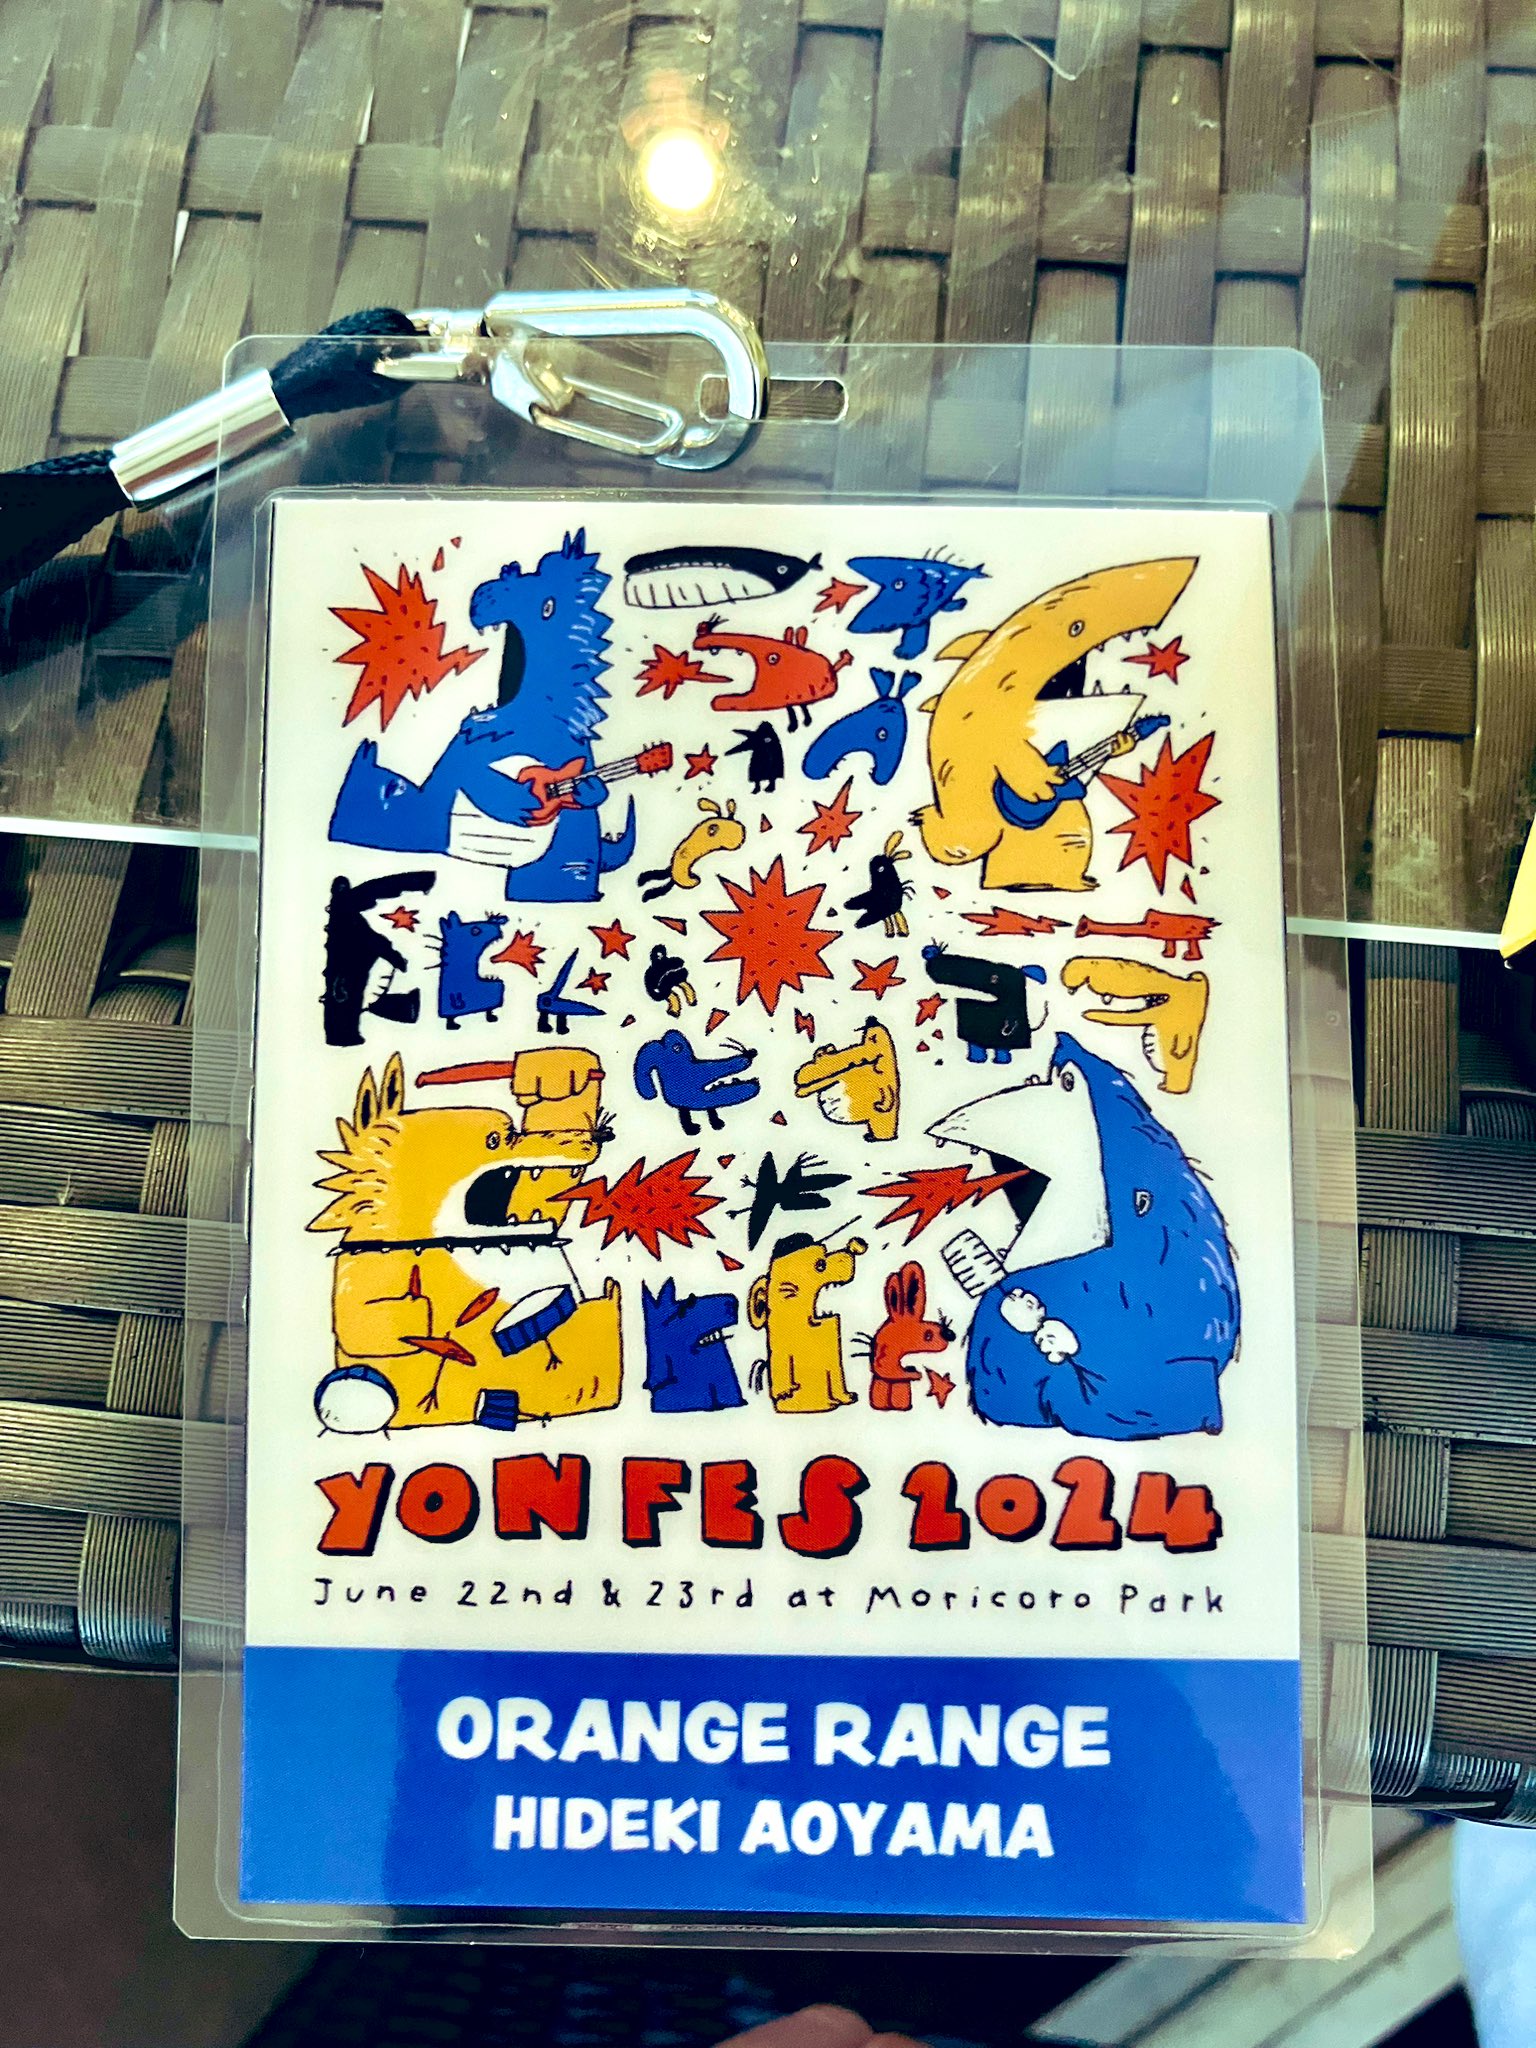 YON FES 2024
June 22nd & 23rd at Moricoro Park
ORANGE RANGE
HIDEKI AOYAMA